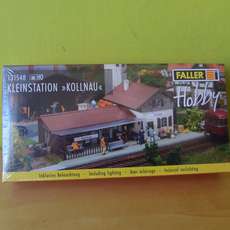 131548 H0
KLEINSTATION »KOLLNAU«
FALLER
Hobby
Inklusive Beleuchtung · Including lighting · Avec éclairage · Inclusief verlichting